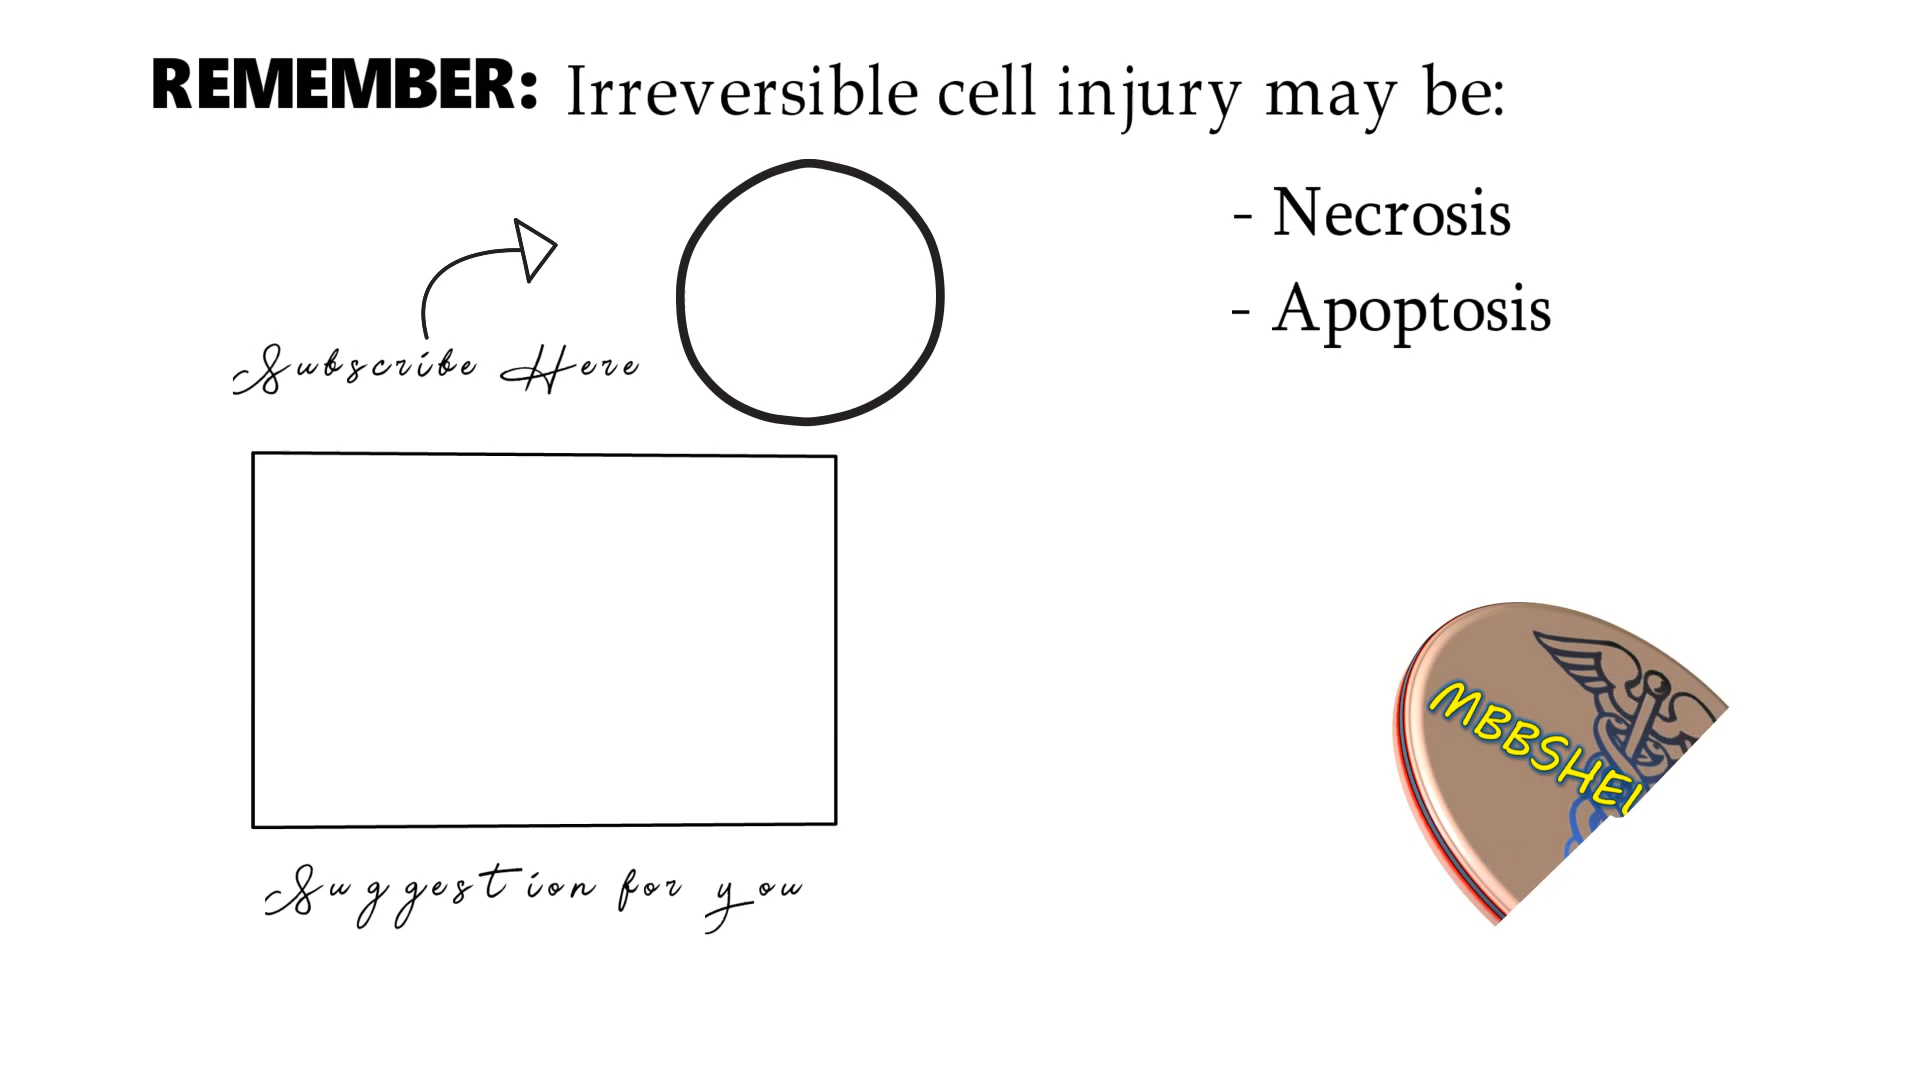 REMEMBER: Irreversible cell injury may be:
- Necrosis
- Apoptosis
Subscribe Here
Suggestion for you
MBBSHE